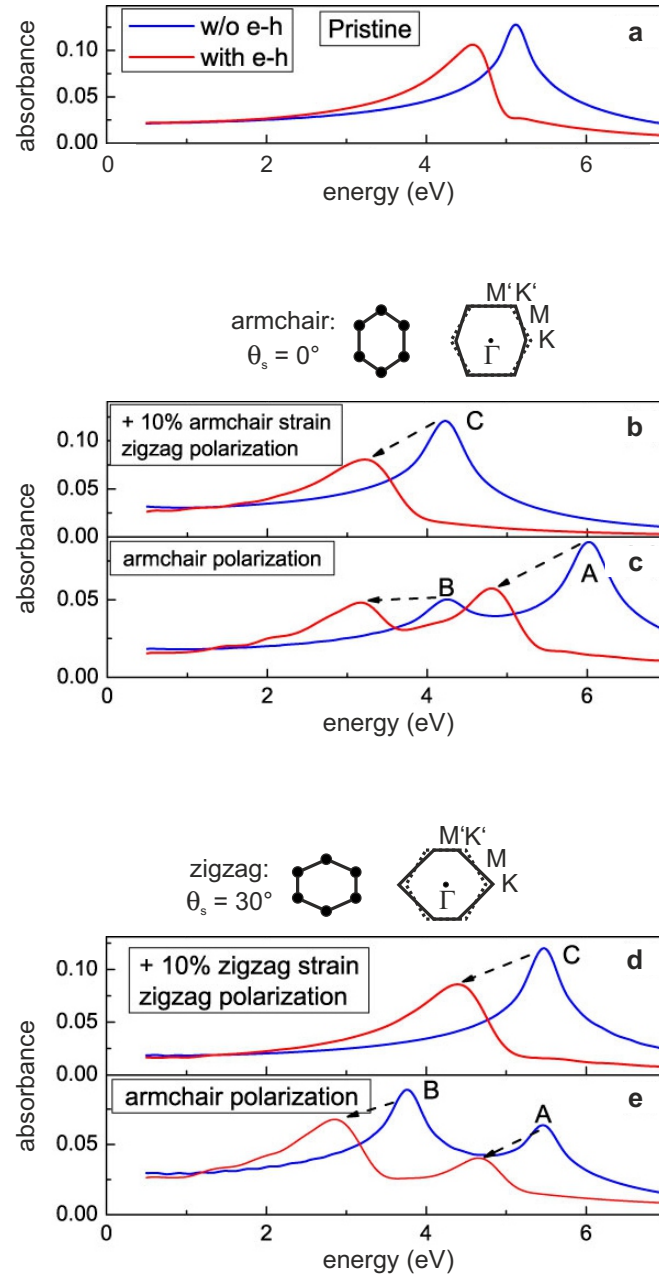 w/o e-h
with e-h
Pristine
a
absorbance
0.10
0.05
0.00
0
2
4
6
energy (eV)
armchair:
θs = 0°
M‘K‘
M
K
Γ
+ 10% armchair strain
zigzag polarization
C
b
absorbance
0.10
0.05
0.00
armchair polarization
B
A
c
0.05
0.00
0
2
4
6
energy (eV)
zigzag:
θs = 30°
M‘K‘
M
K
Γ
+ 10% zigzag strain
zigzag polarization
C
d
absorbance
0.10
0.05
0.00
armchair polarization
B
A
e
0.05
0.00
0
2
4
6
energy (eV)